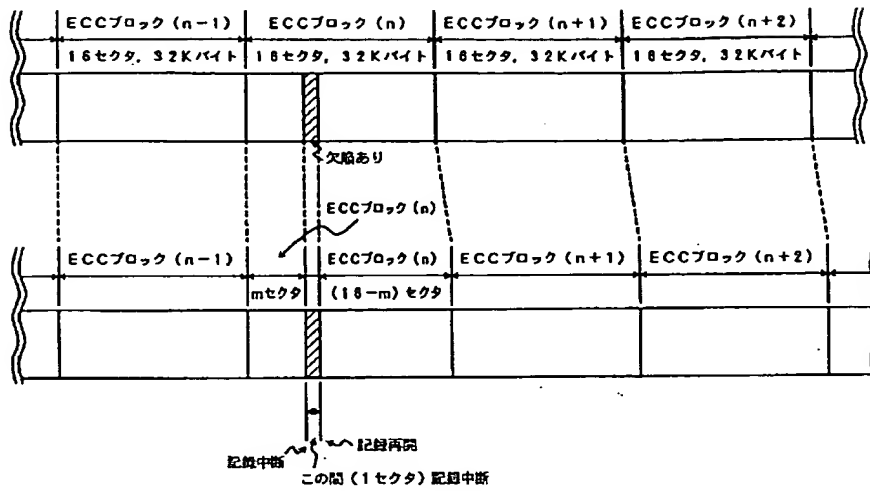 ECCブロック (n-1) ECCブロック (n) ECCブロック (n+1) ECCブロック (n+2)
16セクタ, 32Kバイト 16セクタ, 32Kバイト 16セクタ, 32Kバイト 16セクタ, 32Kバイト
欠陥あり
ECCブロック (n)
ECCブロック (n-1) ECCブロック (n) ECCブロック (n+1) ECCブロック (n+2)
mセクタ (16-m) セクタ
記録中断 記録再開
この間 (1セクタ) 記録中断